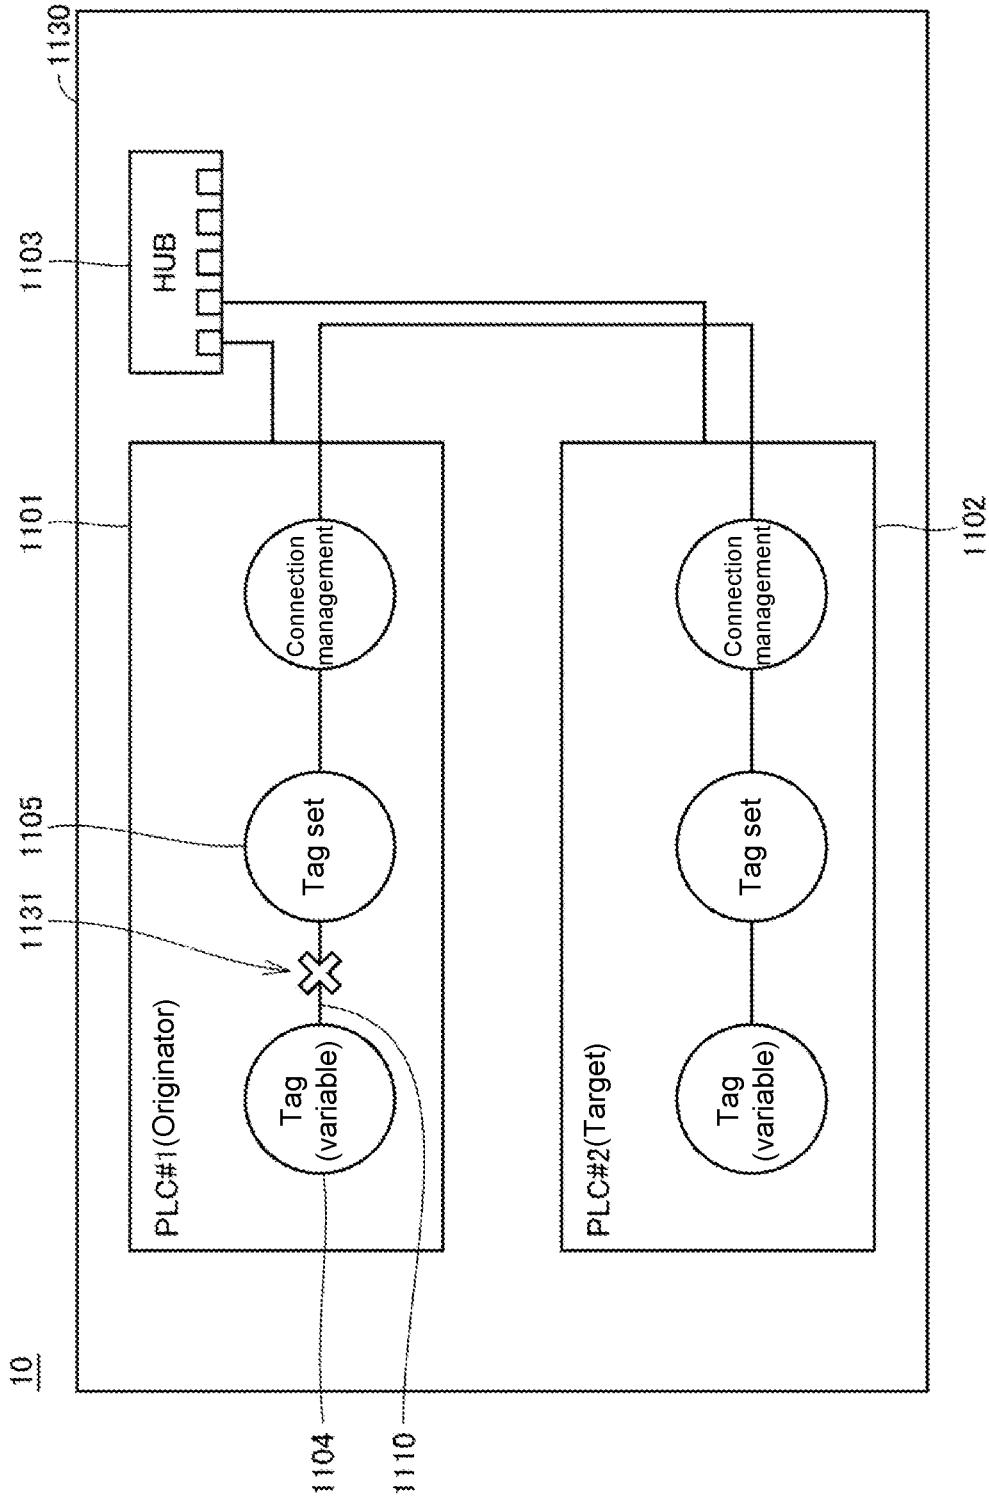 10
1130
1103
HUB
1101
1105
1131
PLC#1(Originator)
Tag
(variable)
Tag set
Connection
management
1104
1110
PLC#2(Target)
Tag
(variable)
Tag set
Connection
management
1102